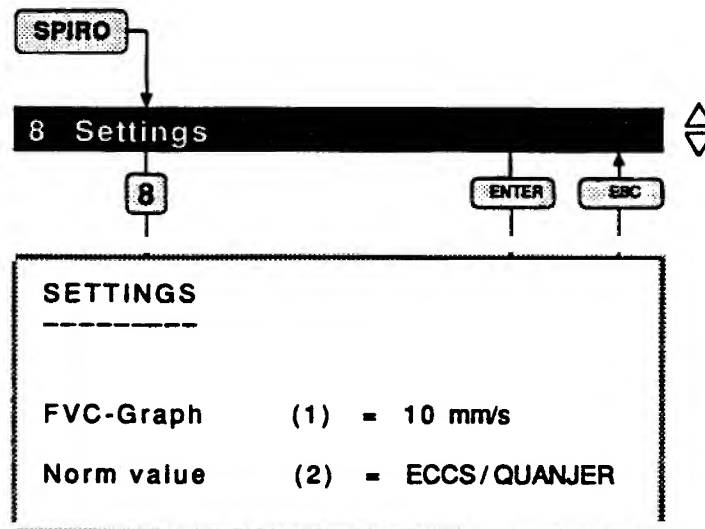 SPIRO
8 Settings
8 ENTER ESC
SETTINGS
---------
FVC-Graph (1) = 10 mm/s
Norm value (2) = ECCS/QUANJER